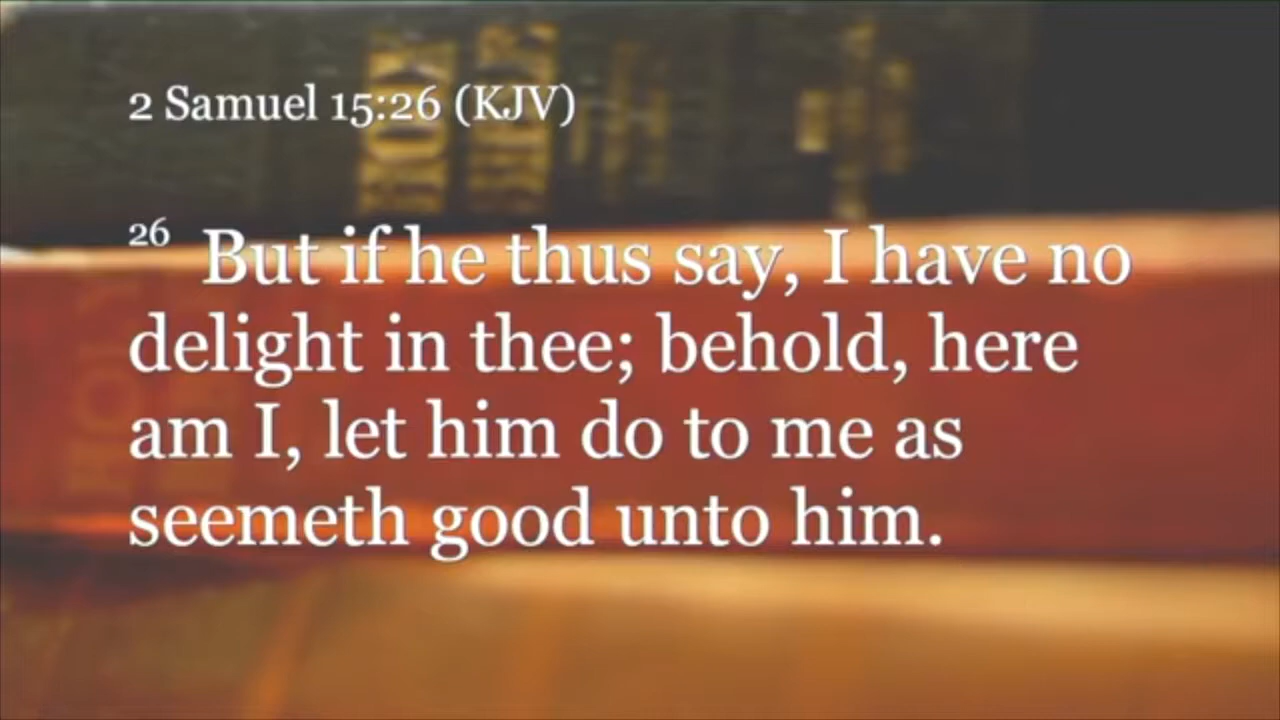 2 Samuel 15:26 (KJV)
26 But if he thus say, I have no
delight in thee; behold, here
am I, let him do to me as
seemeth good unto him.